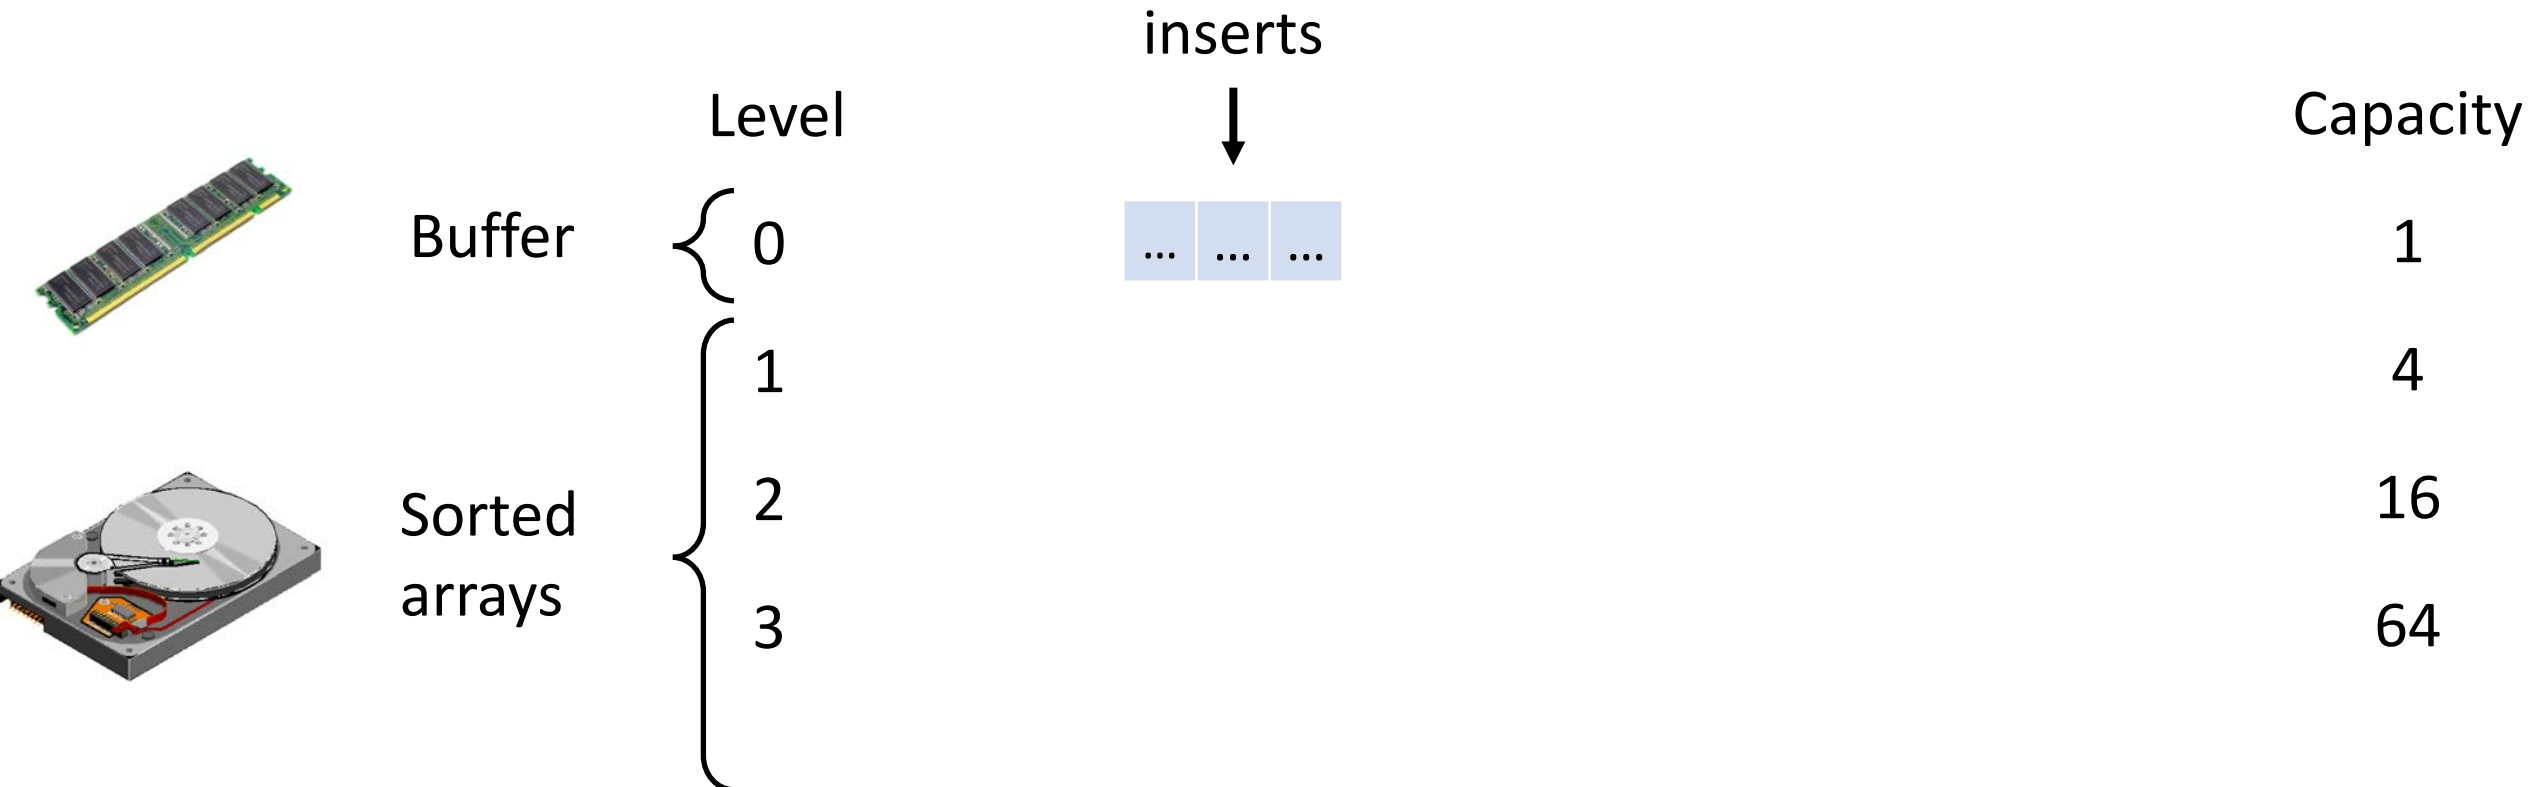 inserts
Level
Capacity
Buffer
0
... ... ...
1
1
4
2
16
Sorted
arrays
3
64